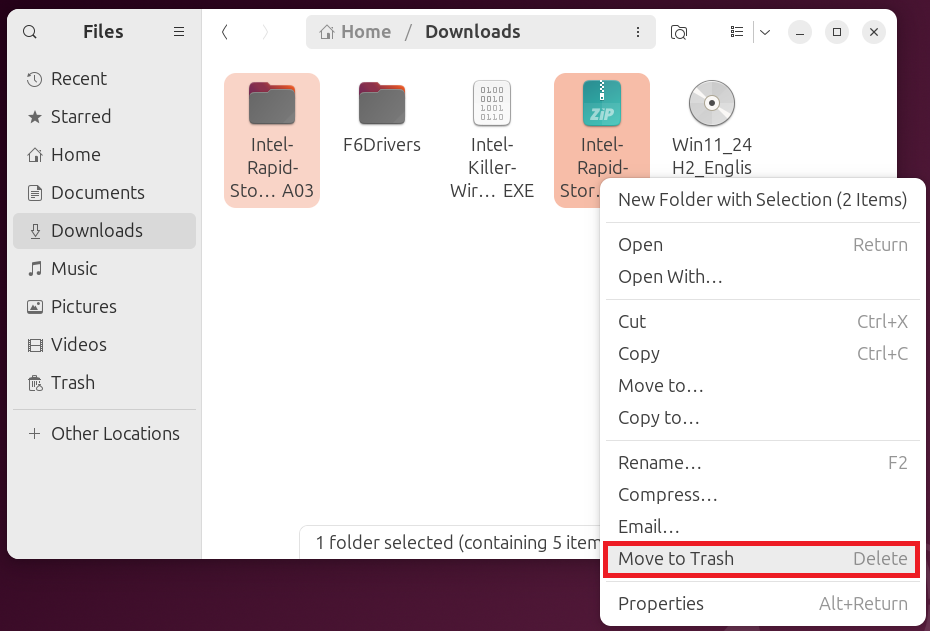 Files
Home / Downloads
Recent
Starred
Home
Documents
Downloads
Music
Pictures
Videos
Trash
Other Locations
Intel-
Rapid-
Sto… A03
F6Drivers
0100
0010
1001
0110
Intel-
Killer-
Wir… EXE
ZiP
Intel-
Rapid-
Stor…
Win11_24
H2_Englis
1 folder selected (containing 5 item
New Folder with Selection (2 Items)
Open Return
Open With…
Cut Ctrl+X
Copy Ctrl+C
Move to…
Copy to…
Rename… F2
Compress…
Email…
Move to Trash Delete
Properties Alt+Return